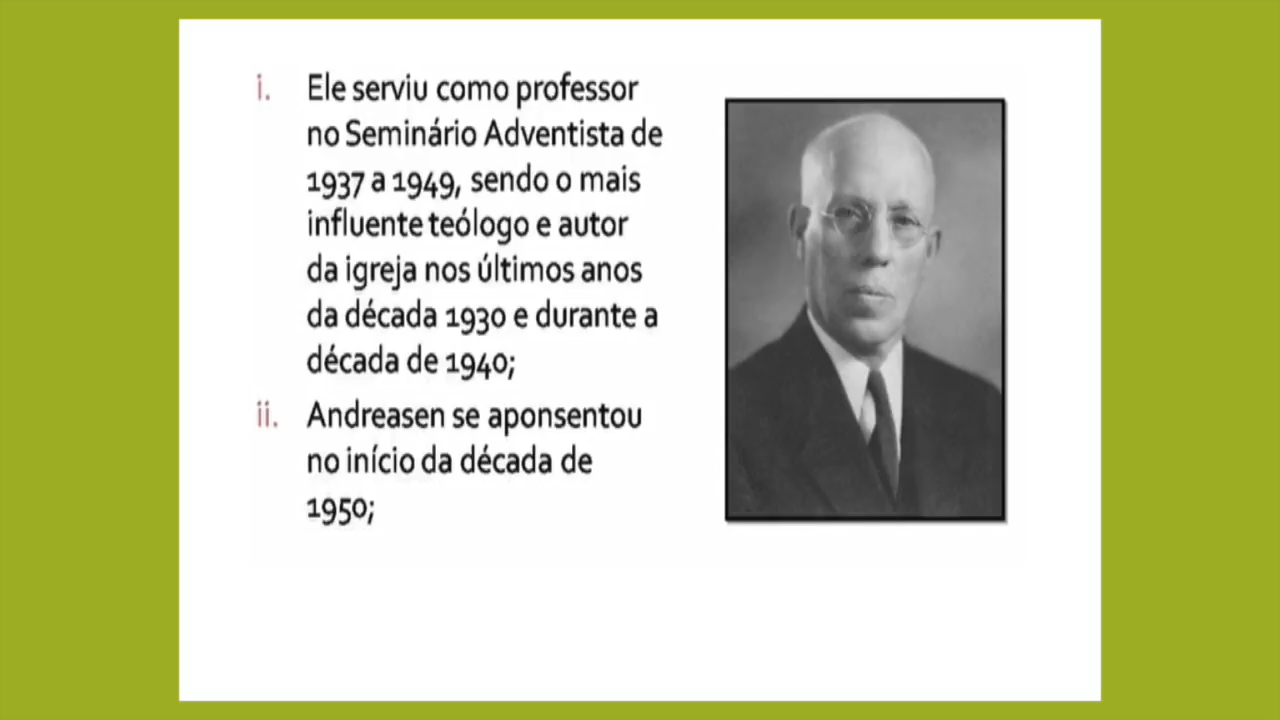 i. Ele serviu como professor
no Seminário Adventista de
1937 a 1949, sendo o mais
influente teólogo e autor
da igreja nos últimos anos
da década 1930 e durante a
década de 1940;
ii. Andreasen se aponsentou
no início da década de
1950;